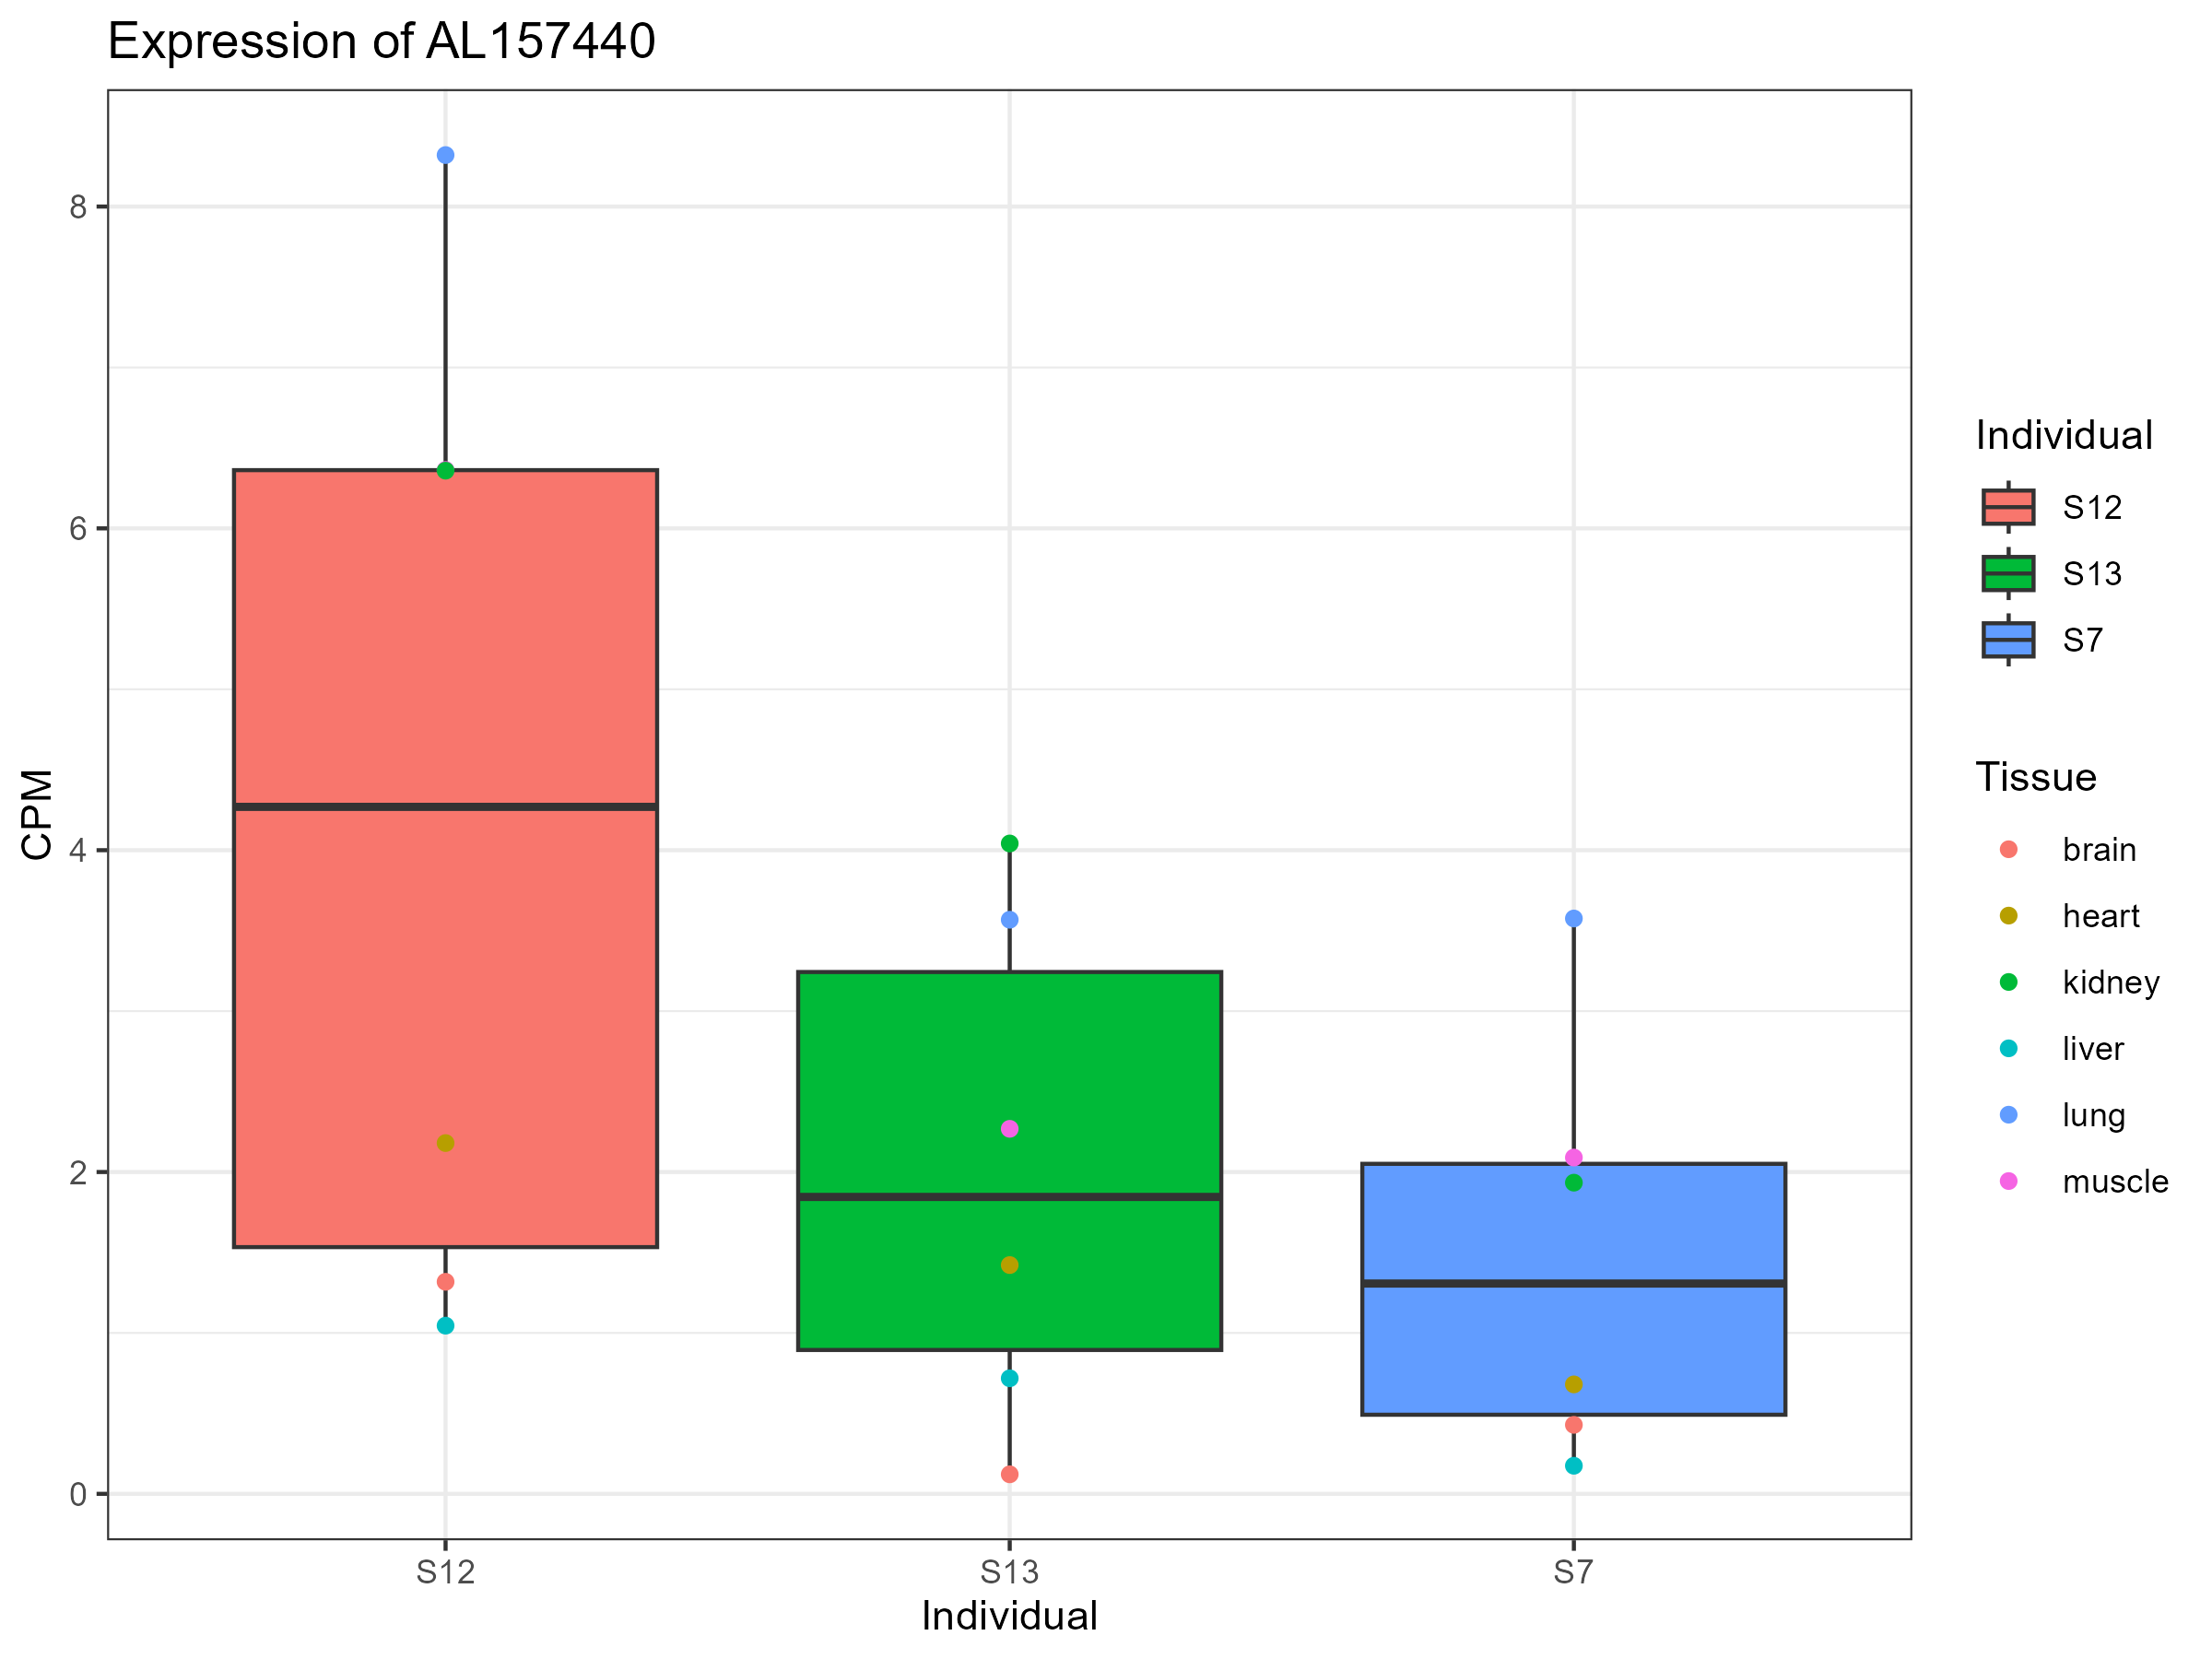 Expression of AL157440
CPM
8
6
4
2
0
S12
S13
S7
Individual
Individual
S12
S13
S7
Tissue
brain
heart
kidney
liver
lung
muscle